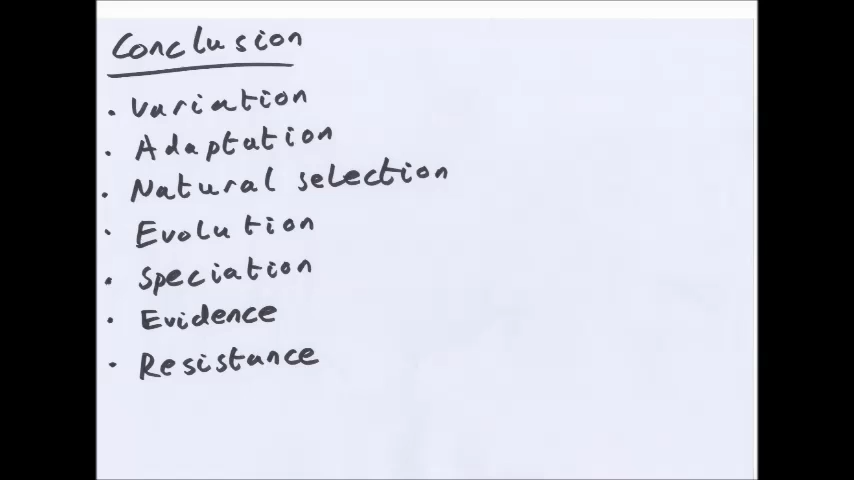 Conclusion
• Variation
• Adaptation
• Natural selection
• Evolution
• Speciation
• Evidence
• Resistance